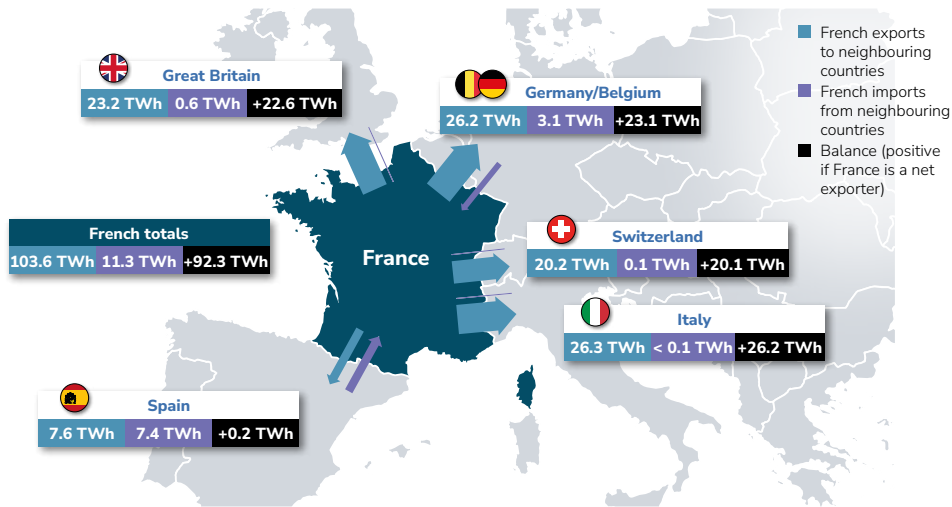 Great Britain
23.2 TWh 0.6 TWh +22.6 TWh
Germany/Belgium
26.2 TWh 3.1 TWh +23.1 TWh
French exports
to neighbouring
countries
French imports
from neighbouring
countries
Balance (positive
if France is a net
exporter)
French totals
103.6 TWh 11.3 TWh +92.3 TWh
France
Switzerland
20.2 TWh 0.1 TWh +20.1 TWh
Italy
26.3 TWh < 0.1 TWh +26.2 TWh
Spain
7.6 TWh 7.4 TWh +0.2 TWh